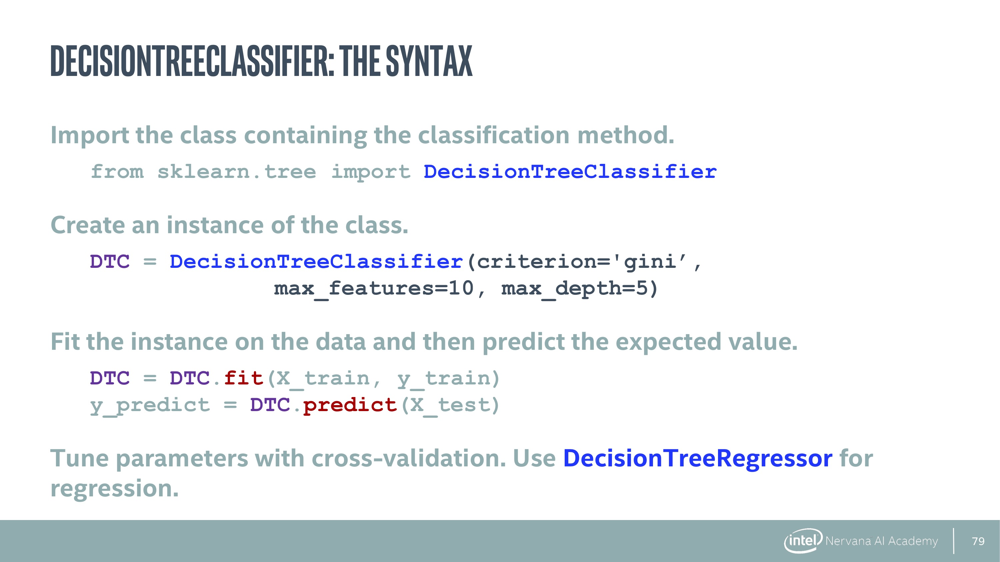 DECISIONTREECLASSIFIER: THE SYNTAX
Import the class containing the classification method.
from sklearn.tree import DecisionTreeClassifier
Create an instance of the class.
DTC = DecisionTreeClassifier(criterion='gini’,
max_features=10, max_depth=5)
Fit the instance on the data and then predict the expected value.
DTC = DTC.fit(X_train, y_train)
y_predict = DTC.predict(X_test)
Tune parameters with cross-validation. Use DecisionTreeRegressor for
regression.
intel Nervana AI Academy 79